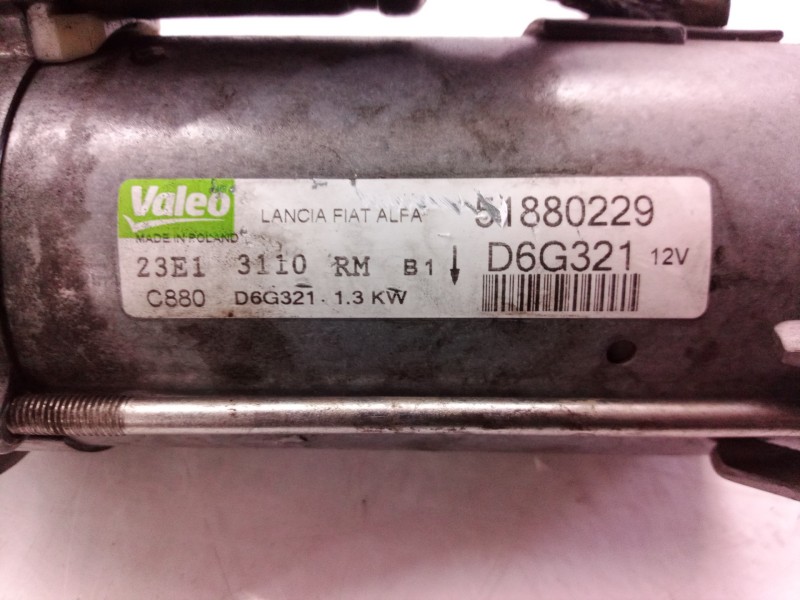 Valeo
MADE IN POLAND
LANCIA FIAT ALFA 51880229
D6G321 12V
23E1 3110 RM B1
C880 D6G321 - 1.3 KW